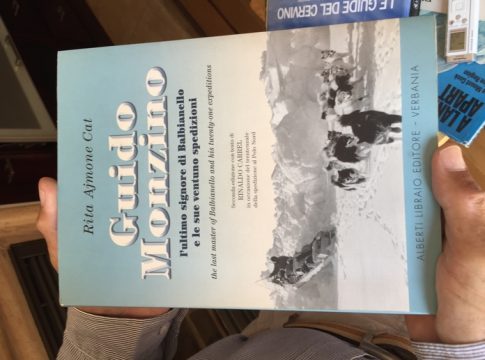 Rita Ajmone Cat
Guido
Monzino
l'ultimo signore di Balbianello
e le sue ventuno spedizioni
the last master of Balbianello and his twenty-one expeditions
Seconda edizione con testo di
RINALDO CARREL
in occasione del trentennale
della spedizione al Polo Nord
ALBERTI LIBRAIO EDITORE - VERBANIA
LE GUIDE DEL CERVINO
A LAND
APART